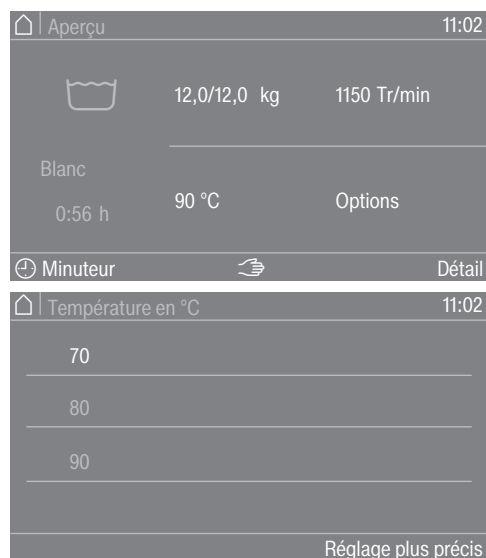 Aperçu 11:02
12,0/12,0 kg 1150 Tr/min
Blanc
0:56 h
90 °C Options
Minuteur Détail
Température en °C 11:02
70
80
90
Réglage plus précis